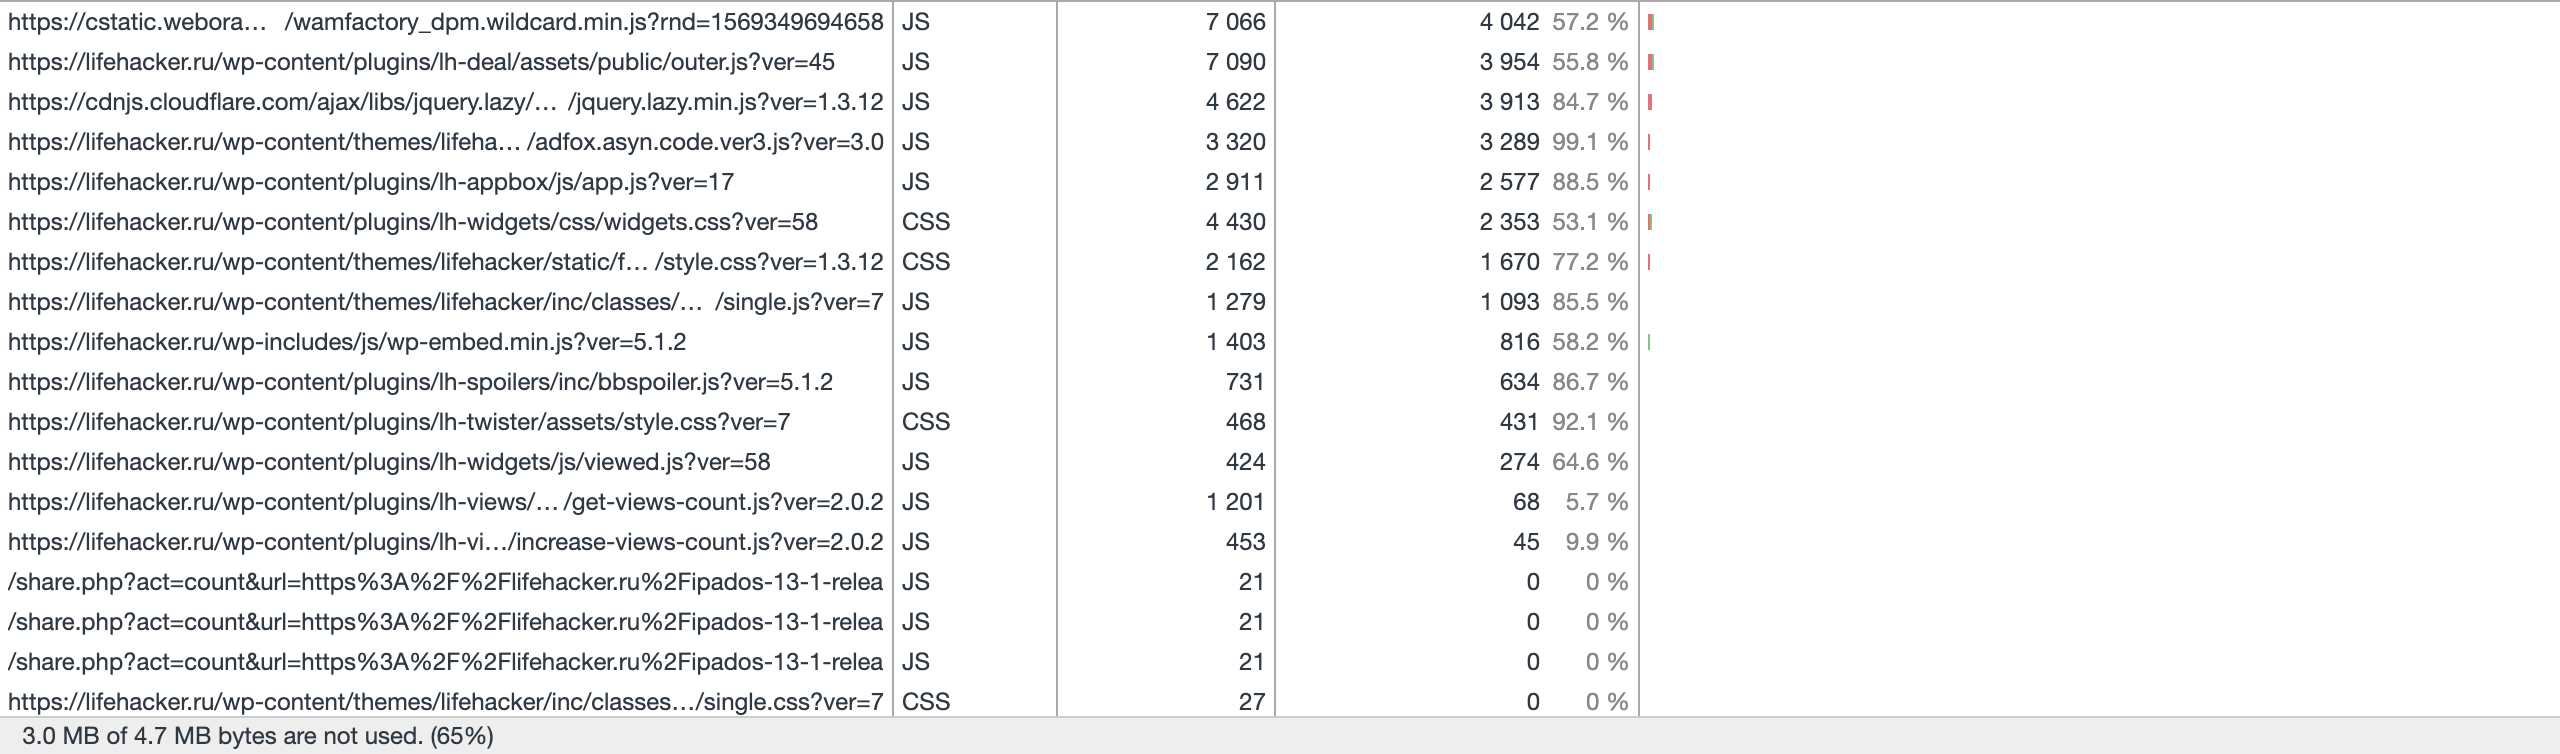 https://cstatic.webora… /wamfactory_dpm.wildcard.min.js?rnd=1569349694658 JS 7 066 4 042 57.2 %
https://lifehacker.ru/wp-content/plugins/lh-deal/assets/public/outer.js?ver=45 JS 7 090 3 954 55.8 %
https://cdnjs.cloudflare.com/ajax/libs/jquery.lazy/… /jquery.lazy.min.js?ver=1.3.12 JS 4 622 3 913 84.7 %
https://lifehacker.ru/wp-content/themes/lifeha… /adfox.asyn.code.ver3.js?ver=3.0 JS 3 320 3 289 99.1 %
https://lifehacker.ru/wp-content/plugins/lh-appbox/js/app.js?ver=17 JS 2 911 2 577 88.5 %
https://lifehacker.ru/wp-content/plugins/lh-widgets/css/widgets.css?ver=58 CSS 4 430 2 353 53.1 %
https://lifehacker.ru/wp-content/themes/lifehacker/static/f… /style.css?ver=1.3.12 CSS 2 162 1 670 77.2 %
https://lifehacker.ru/wp-content/themes/lifehacker/inc/classes/… /single.js?ver=7 JS 1 279 1 093 85.5 %
https://lifehacker.ru/wp-includes/js/wp-embed.min.js?ver=5.1.2 JS 1 403 816 58.2 %
https://lifehacker.ru/wp-content/plugins/lh-spoilers/inc/bbspoiler.js?ver=5.1.2 JS 731 634 86.7 %
https://lifehacker.ru/wp-content/plugins/lh-twister/assets/style.css?ver=7 CSS 468 431 92.1 %
https://lifehacker.ru/wp-content/plugins/lh-widgets/js/viewed.js?ver=58 JS 424 274 64.6 %
https://lifehacker.ru/wp-content/plugins/lh-views/… /get-views-count.js?ver=2.0.2 JS 1 201 68 5.7 %
https://lifehacker.ru/wp-content/plugins/lh-vi…/increase-views-count.js?ver=2.0.2 JS 453 45 9.9 %
/share.php?act=count&url=https%3A%2F%2Flifehacker.ru%2Fipados-13-1-relea JS 21 0 0 %
/share.php?act=count&url=https%3A%2F%2Flifehacker.ru%2Fipados-13-1-relea JS 21 0 0 %
/share.php?act=count&url=https%3A%2F%2Flifehacker.ru%2Fipados-13-1-relea JS 21 0 0 %
https://lifehacker.ru/wp-content/themes/lifehacker/inc/classes…/single.css?ver=7 CSS 27 0 0 %
3.0 MB of 4.7 MB bytes are not used. (65%)